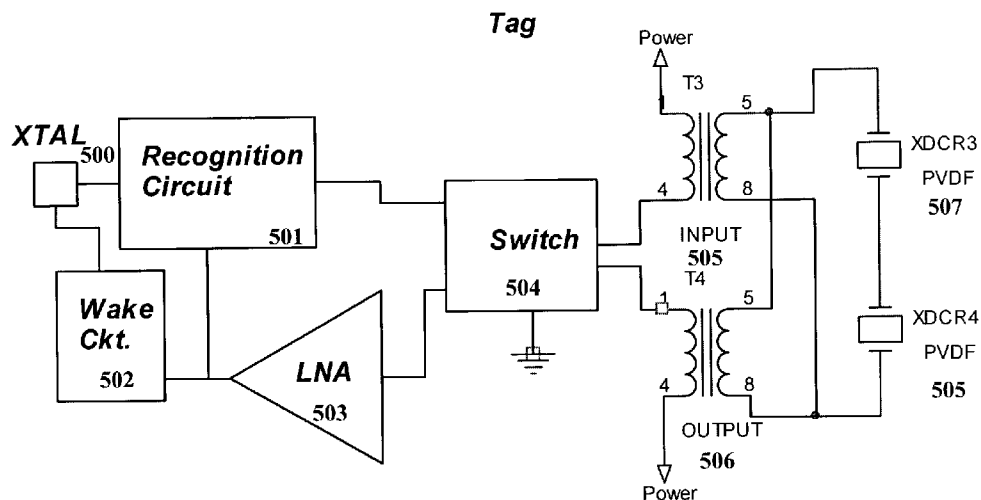 Tag
Power
T3
1
5
XTAL
500
Recognition
Circuit
501
XDCR3
PVDF
507
4
8
Switch
504
INPUT
505
T4
1
5
Wake
Ckt.
502
LNA
503
XDCR4
PVDF
505
4
8
OUTPUT
506
Power